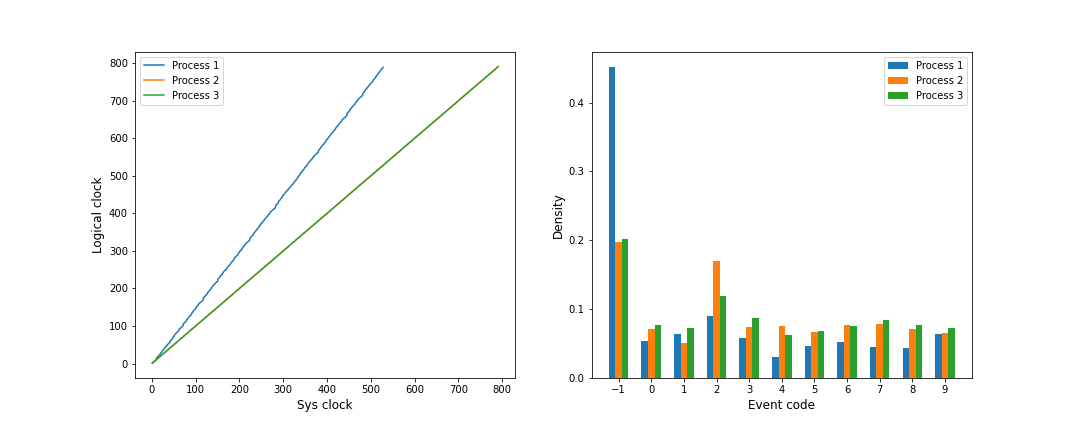 Process 1
Process 2
Process 3
800
700
600
500
400
300
200
100
0
0 100 200 300 400 500 600 700 800
Logical clock
Sys clock
Process 1
Process 2
Process 3
0.4
0.3
0.2
0.1
0.0
−1 0 1 2 3 4 5 6 7 8 9
Density
Event code